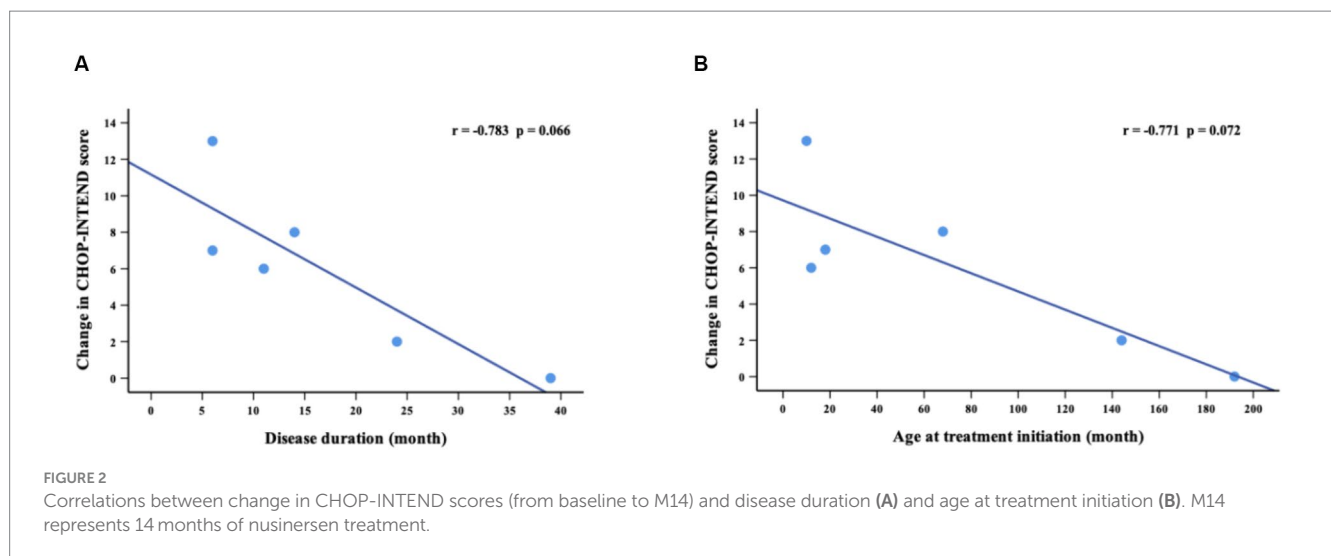 A
r = -0.783 p = 0.066
Change in CHOP-INTEND score
14
12
10
8
6
4
2
0
0 5 10 15 20 25 30 35 40
Disease duration (month)
B
r = -0.771 p = 0.072
Change in CHOP-INTEND score
14
12
10
8
6
4
2
0
0 20 40 60 80 100 120 140 160 180 200
Age at treatment initiation (month)
FIGURE 2
Correlations between change in CHOP-INTEND scores (from baseline to M14) and disease duration (A) and age at treatment initiation (B). M14
represents 14 months of nusinersen treatment.